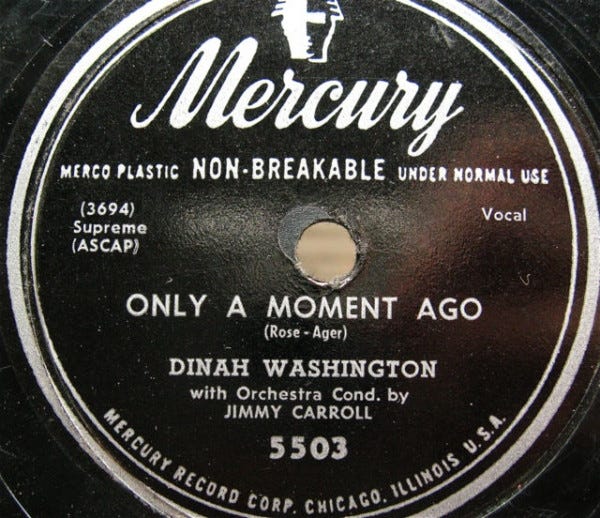 Mercury
MERCO PLASTIC NON-BREAKABLE UNDER NORMAL USE
(3694)
Supreme
(ASCAP)
Vocal
ONLY A MOMENT AGO
(Rose - Ager)
DINAH WASHINGTON
with Orchestra Cond. by
JIMMY CARROLL
5503
MERCURY RECORD CORP. CHICAGO. ILLINOIS U.S.A.